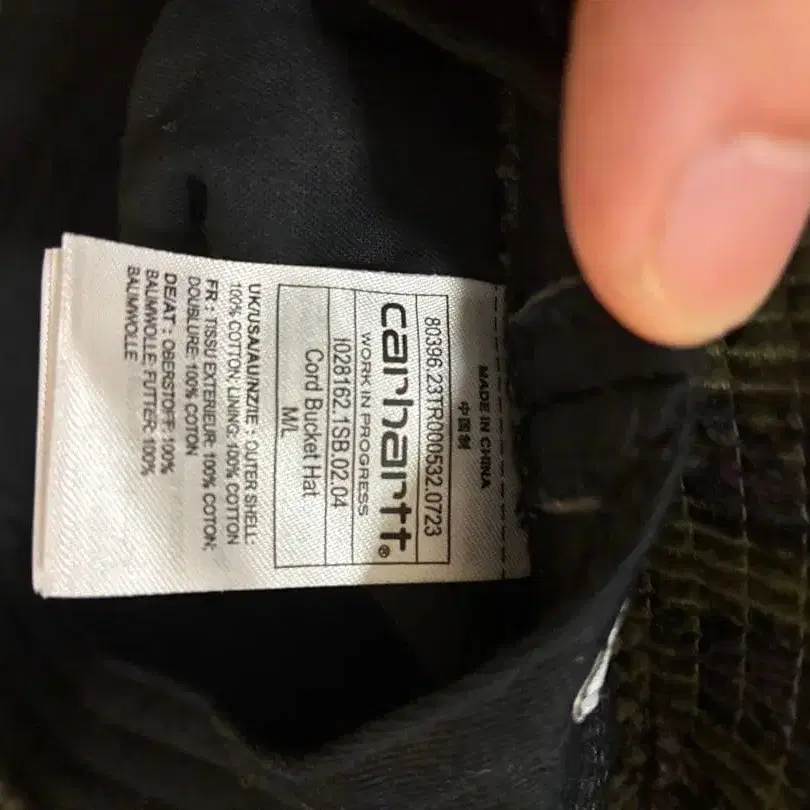 MADE IN CHINA
中国制
80396.23TR000532.0723
carhartt®
WORK IN PROGRESS
I028162.1SB.02.04
Cord Bucket Hat
M/L
UK/USA/AU/NZ/IE : OUTER SHELL:
100% COTTON; LINING: 100% COTTON
FR : TISSU EXTERIEUR: 100% COTON;
DOUBLURE: 100% COTON
DE/AT : OBERSTOFF: 100%
BAUMWOLLE; FUTTER: 100%
BAUMWOLLE